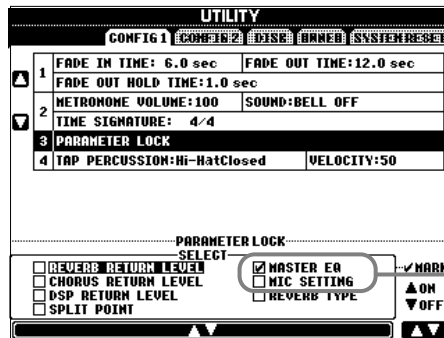 UTILITY
CONFIG 1 CONFIG 2 DISK OWNER SYSTEM RESET
FADE IN TIME: 6.0 sec FADE OUT TIME:12.0 sec
1
FADE OUT HOLD TIME:1.0 sec
METRONOME VOLUME:100 SOUND:BELL OFF
2
TIME SIGNATURE: 4/4
3 PARAMETER LOCK
4 TAP PERCUSSION:Hi-HatClosed VELOCITY:50
PARAMETER LOCK
SELECT
REVERB RETURN LEVEL MASTER EQ MARK
CHORUS RETURN LEVEL MIC SETTING ▲ON
DSP RETURN LEVEL REVERB TYPE ▼OFF
SPLIT POINT